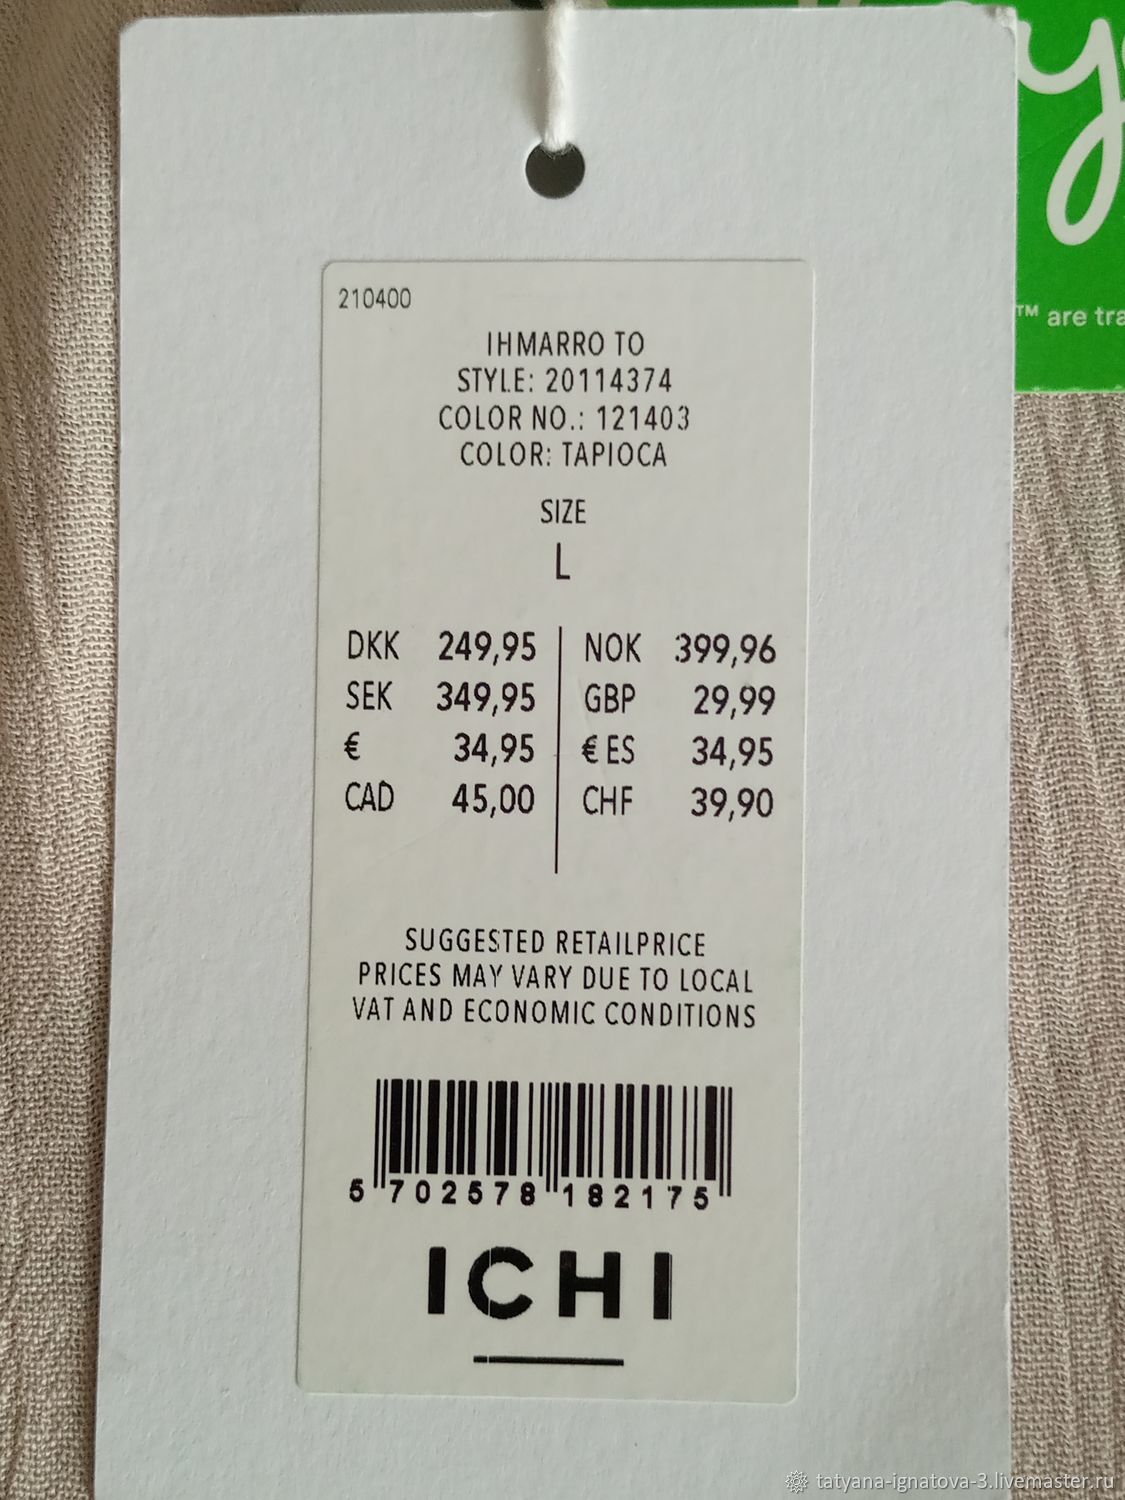 ™ are tra
210400
IHMARRO TO
STYLE: 20114374
COLOR NO.: 121403
COLOR: TAPIOCA
SIZE
L
DKK 249,95 NOK 399,96
SEK 349,95 GBP 29,99
€ 34,95 € ES 34,95
CAD 45,00 CHF 39,90
SUGGESTED RETAILPRICE
PRICES MAY VARY DUE TO LOCAL
VAT AND ECONOMIC CONDITIONS
5 702578 182175
ICHI
tatyana-ignatova-3.livemaster.ru